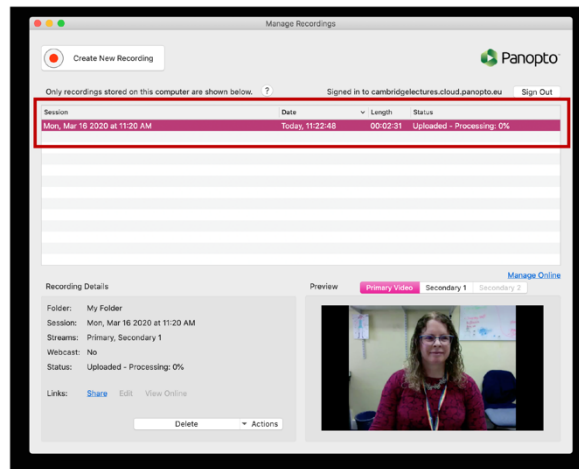 Manage Recordings
Create New Recording
Panopto
Only recordings stored on this computer are shown below. ? Signed in to cambridgelectures.cloud.panopto.eu Sign Out
Session Date Length Status
Mon, Mar 16 2020 at 11:20 AM Today, 11:22:48 00:02:31 Uploaded - Processing: 0%
Manage Online
Recording Details Preview Primary Video Secondary 1 Secondary 2
Folder: My Folder
Session: Mon, Mar 16 2020 at 11:20 AM
Streams: Primary, Secondary 1
Webcast: No
Status: Uploaded - Processing: 0%
Links: Share Edit View Online
Delete Actions